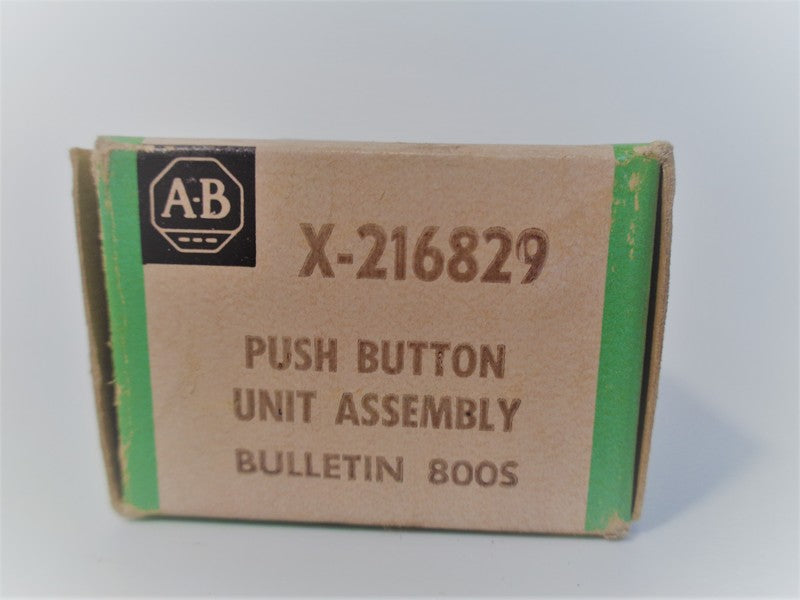 A-B
X-216829
PUSH BUTTON
UNIT ASSEMBLY
BULLETIN 800S